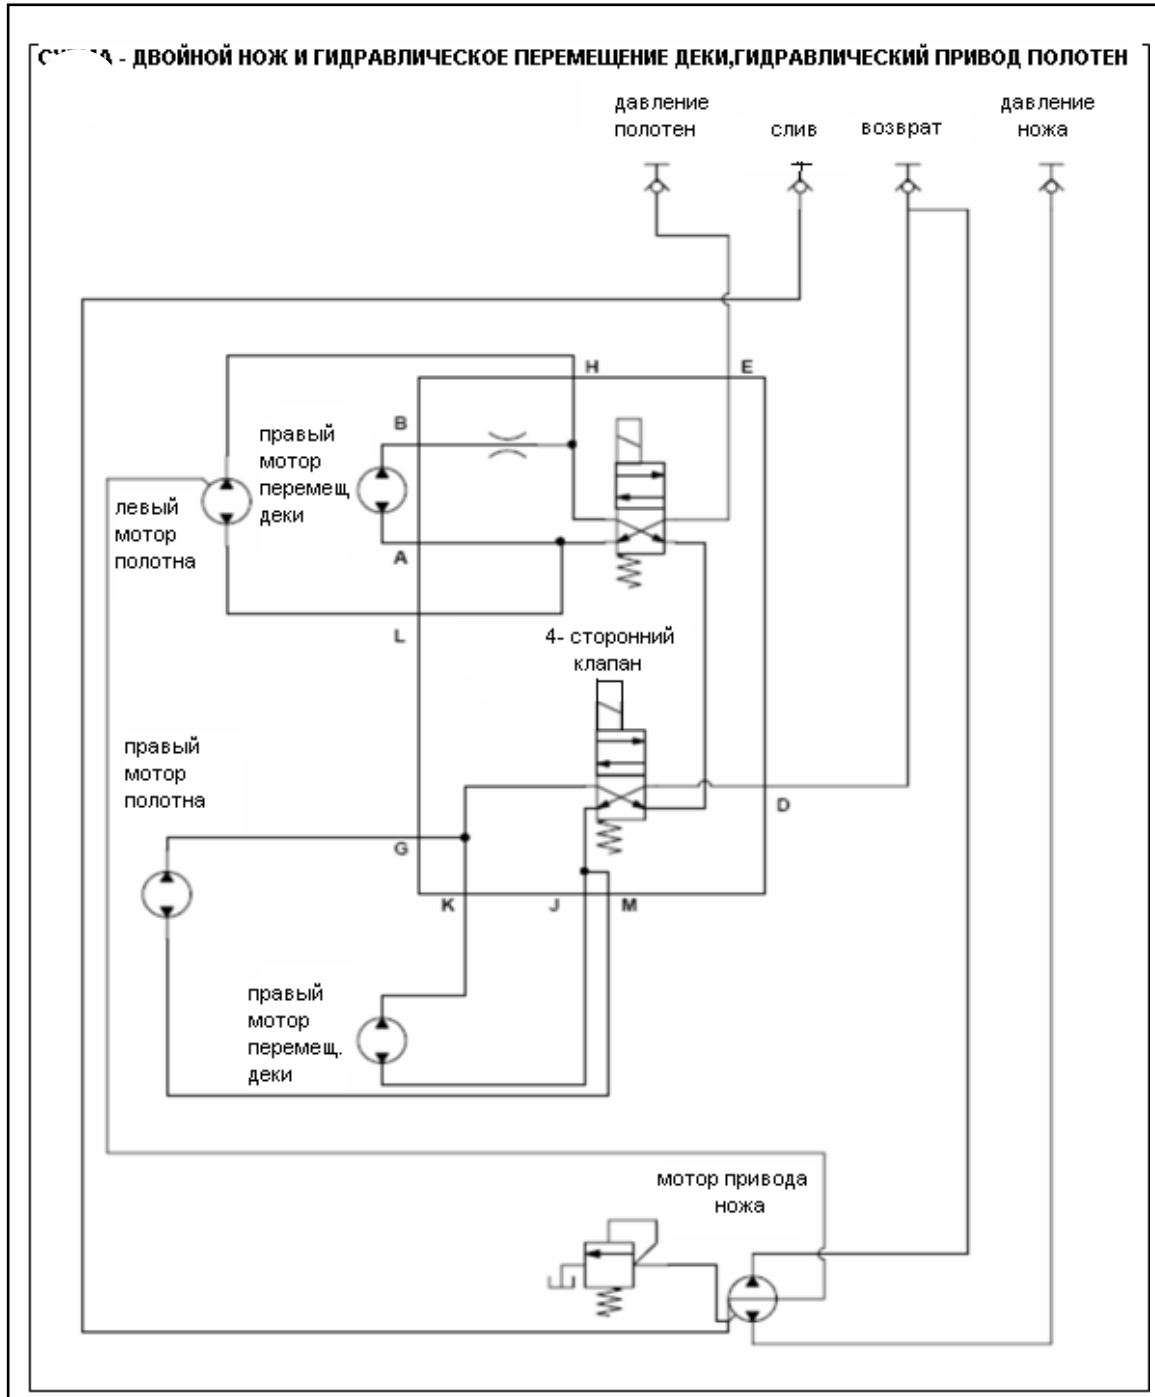 - ДВОЙНОЙ НОЖ И ГИДРАВЛИЧЕСКОЕ ПЕРЕМЕЩЕНИЕ ДЕКИ,ГИДРАВЛИЧЕСКИЙ ПРИВОД ПОЛОТЕН
давление
полотен
слив
возврат
давление
ножа
H
E
B
правый
мотор
перемещ
деки
левый
мотор
полотна
A
L
4- сторонний
клапан
правый
мотор
полотна
D
G
K
J
M
правый
мотор
перемещ.
деки
мотор привода
ножа